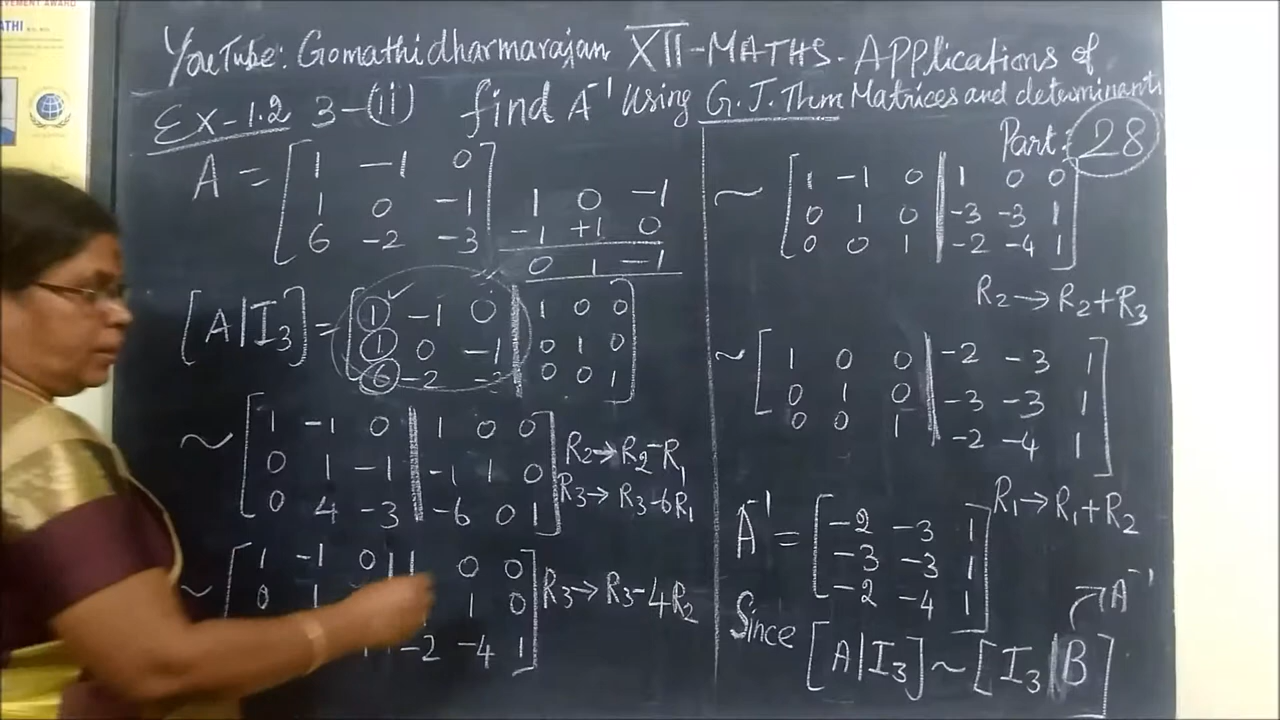 VEMENT AWARD
ATHI
YouTube: Gomathidharmarajan XII-MATHS. Applications of
Matrices and determinants
Ex-1.2 3-(ii) find A⁻¹ using G.J.Thm
Part: 28
A = [1 -1 0
1 0 -1
6 -2 -3]
1 0 -1
-1 +1 0
0 1 -1
[A|I₃] = [1 -1 0 | 1 0 0
1 0 -1 | 0 1 0
6 -2 | 0 0 1]
~ [1 -1 0 | 1 0 0
0 1 -1 | -1 1 0 R₂→R₂-R₁
0 4 -3 | -6 0 1] R₃→R₃-6R₁
~ [1 -1 0 | 1 0 0
0 1 1 0 R₃→R₃-4R₂
-2 -4 1]
~ [1 -1 0 | 1 0 0
0 1 0 | -3 -3 1
0 0 1 | -2 -4 1]
R₂→R₂+R₃
~ [1 0 0 | -2 -3 1
0 1 0 | -3 -3 1
0 0 1 | -2 -4 1]
R₁→R₁+R₂
A⁻¹ = [-2 -3 1
-3 -3 1
-2 -4 1]
Since [A|I₃] ~ [I₃|B] → A⁻¹